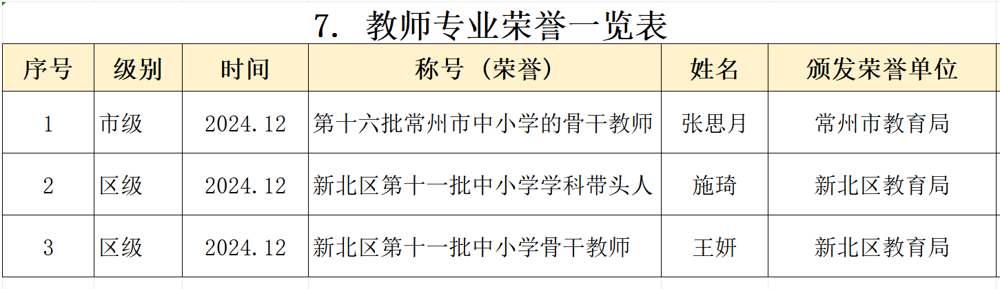 7. 教师专业荣誉一览表
序号 级别 时间 称号（荣誉） 姓名 颁发荣誉单位
1 市级 2024.12 第十六批常州市中小学的骨干教师 张思月 常州市教育局
2 区级 2024.12 新北区第十一批中小学学科带头人 施琦 新北区教育局
3 区级 2024.12 新北区第十一批中小学骨干教师 王妍 新北区教育局